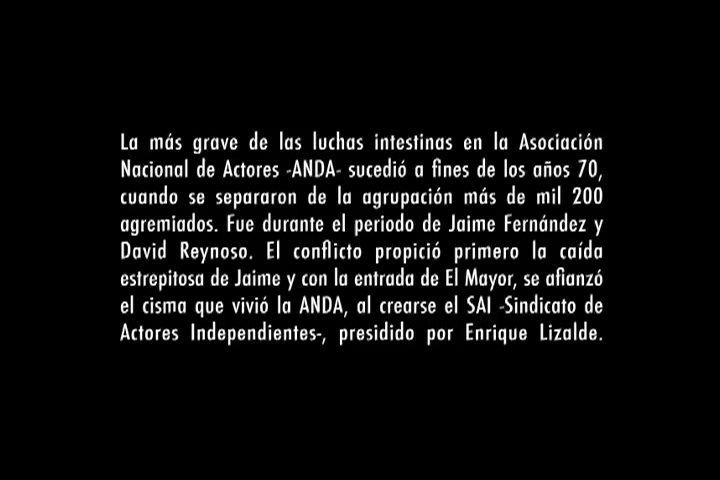 La más grave de las luchas intestinas en la Asociación
Nacional de Actores -ANDA- sucedió a fines de los años 70,
cuando se separaron de la agrupación más de mil 200
agremiados. Fue durante el periodo de Jaime Fernández y
David Reynoso. El conflicto propició primero la caída
estrepitosa de Jaime y con la entrada de El Mayor, se afianzó
el cisma que vivió la ANDA, al crearse el SAI -Sindicato de
Actores Independientes-, presidido por Enrique Lizalde.